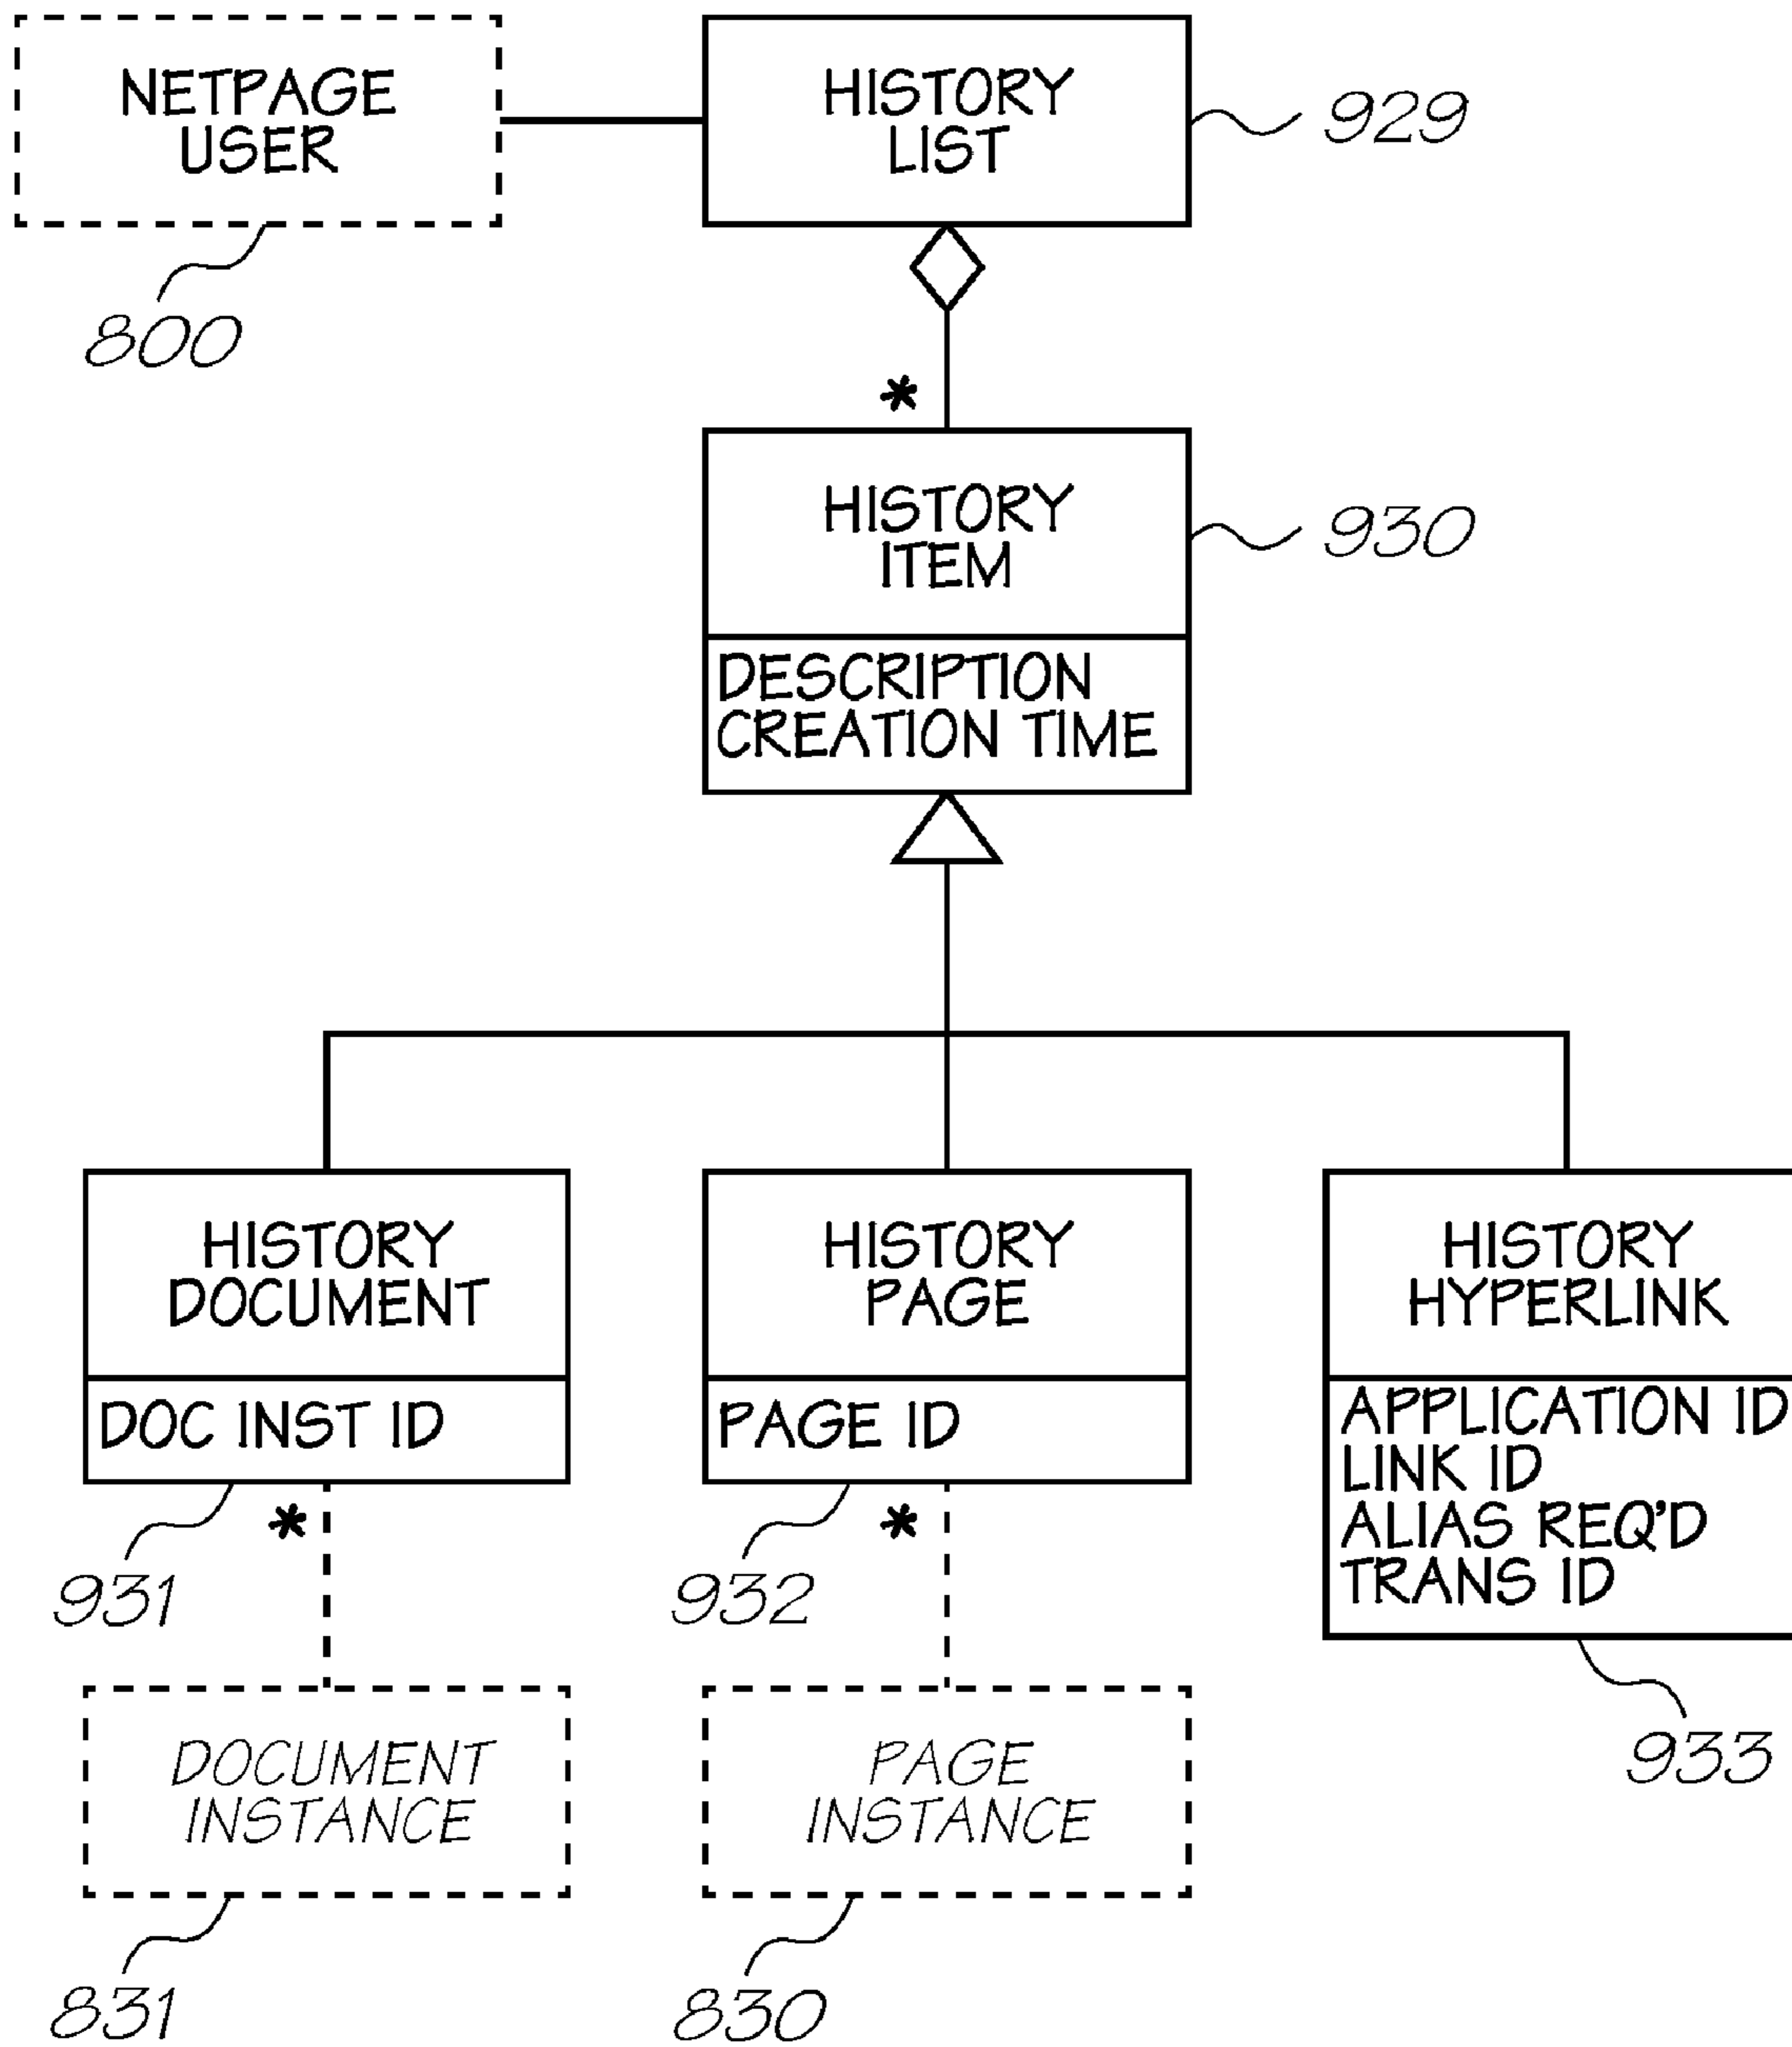 NETPAGE
USER
HISTORY
LIST
929
800
*
HISTORY
ITEM
930
DESCRIPTION
CREATION TIME
HISTORY
DOCUMENT
DOC INST ID
HISTORY
PAGE
PAGE ID
HISTORY
HYPERLINK
APPLICATION ID
LINK ID
ALIAS REQ'D
TRANS ID
*
931
*
932
933
DOCUMENT
INSTANCE
PAGE
INSTANCE
831
830